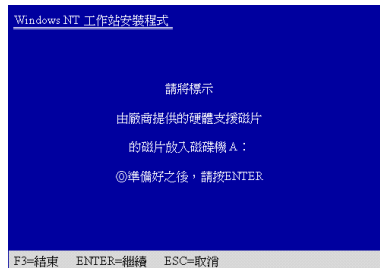 Windows NT 工作站安裝程式
請將標示
由廠商提供的硬體支援磁片
的磁片放入磁碟機 A：
◎準備好之後，請按ENTER
F3=結束 ENTER=繼續 ESC=取消